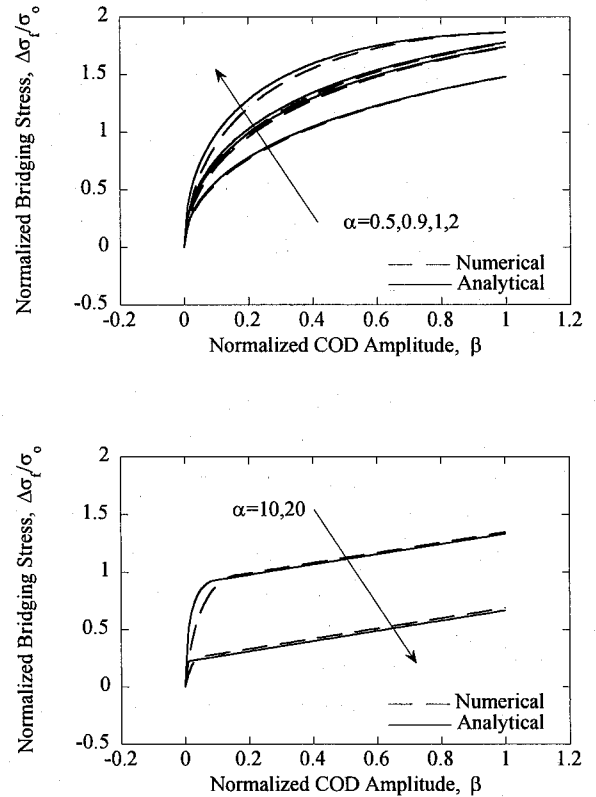 Normalized Bridging Stress, Δσf/σo
2
1.5
1
0.5
0
-0.5
α=0.5,0.9,1,2
Numerical
Analytical
-0.2 0 0.2 0.4 0.6 0.8 1 1.2
Normalized COD Amplitude, β
Normalized Bridging Stress, Δσf/σo
2
1.5
1
0.5
0
-0.5
α=10,20
Numerical
Analytical
-0.2 0 0.2 0.4 0.6 0.8 1 1.2
Normalized COD Amplitude, β